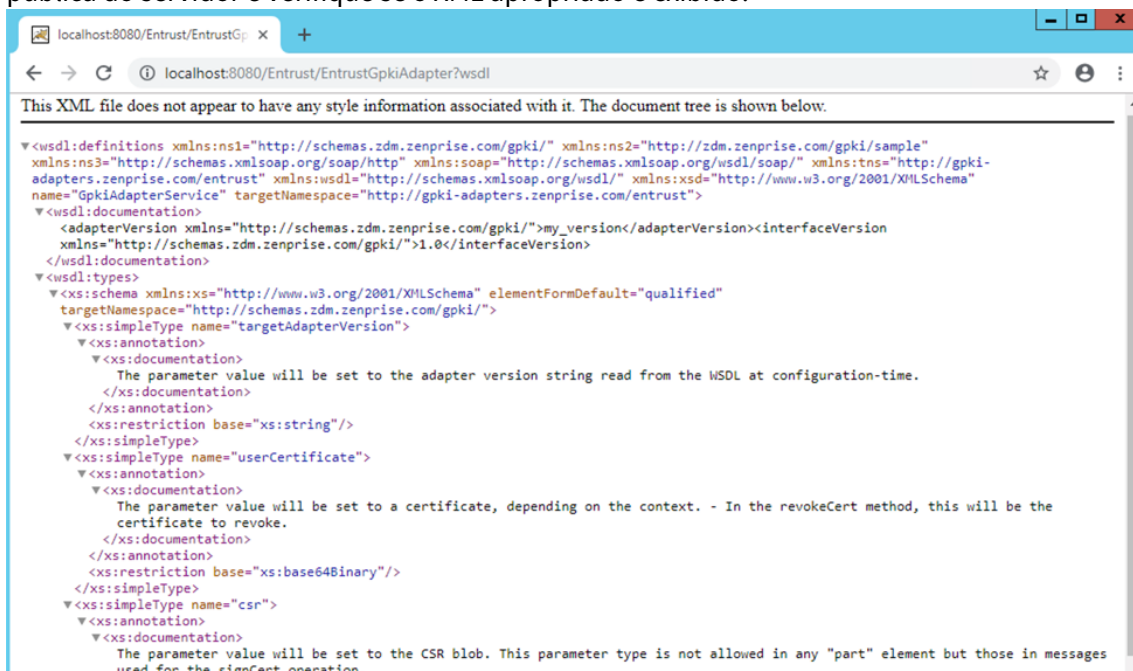 pública do servidor e verifique se o XML apropriado é exibido.
localhost:8080/Entrust/EntrustGp
localhost:8080/Entrust/EntrustGpkiAdapter?wsdl
This XML file does not appear to have any style information associated with it. The document tree is shown below.
▼<wsdl:definitions xmlns:ns1="http://schemas.zdm.zenprise.com/gpki/" xmlns:ns2="http://zdm.zenprise.com/gpki/sample"
xmlns:ns3="http://schemas.xmlsoap.org/soap/http" xmlns:soap="http://schemas.xmlsoap.org/wsdl/soap/" xmlns:tns="http://gpki-
adapters.zenprise.com/entrust" xmlns:wsdl="http://schemas.xmlsoap.org/wsdl/" xmlns:xsd="http://www.w3.org/2001/XMLSchema"
name="GpkiAdapterService" targetNamespace="http://gpki-adapters.zenprise.com/entrust">
▼<wsdl:documentation>
<adapterVersion xmlns="http://schemas.zdm.zenprise.com/gpki/">my_version</adapterVersion><interfaceVersion
xmlns="http://schemas.zdm.zenprise.com/gpki/">1.0</interfaceVersion>
</wsdl:documentation>
▼<wsdl:types>
▼<xs:schema xmlns:xs="http://www.w3.org/2001/XMLSchema" elementFormDefault="qualified"
targetNamespace="http://schemas.zdm.zenprise.com/gpki/">
▼<xs:simpleType name="targetAdapterVersion">
▼<xs:annotation>
▼<xs:documentation>
The parameter value will be set to the adapter version string read from the WSDL at configuration-time.
</xs:documentation>
</xs:annotation>
<xs:restriction base="xs:string"/>
</xs:simpleType>
▼<xs:simpleType name="userCertificate">
▼<xs:annotation>
▼<xs:documentation>
The parameter value will be set to a certificate, depending on the context. - In the revokeCert method, this will be the
certificate to revoke.
</xs:documentation>
</xs:annotation>
<xs:restriction base="xs:base64Binary"/>
</xs:simpleType>
▼<xs:simpleType name="csr">
▼<xs:annotation>
▼<xs:documentation>
The parameter value will be set to the CSR blob. This parameter type is not allowed in any "part" element but those in messages
used for the signCert operation